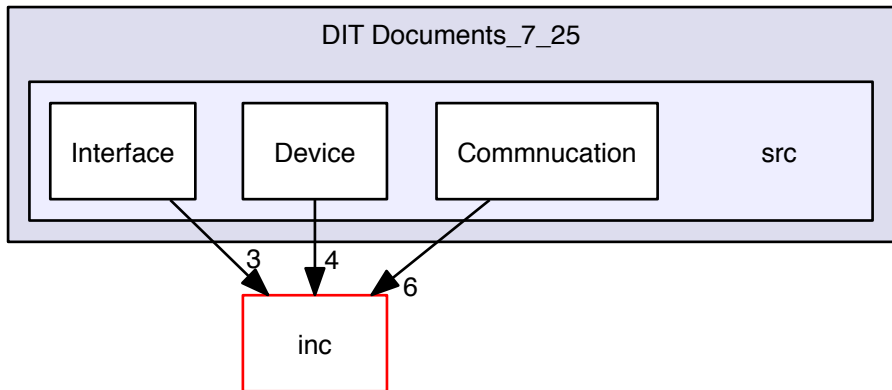 DIT Documents_7_25
Interface
Device
Commnucation
src
3
4
6
inc